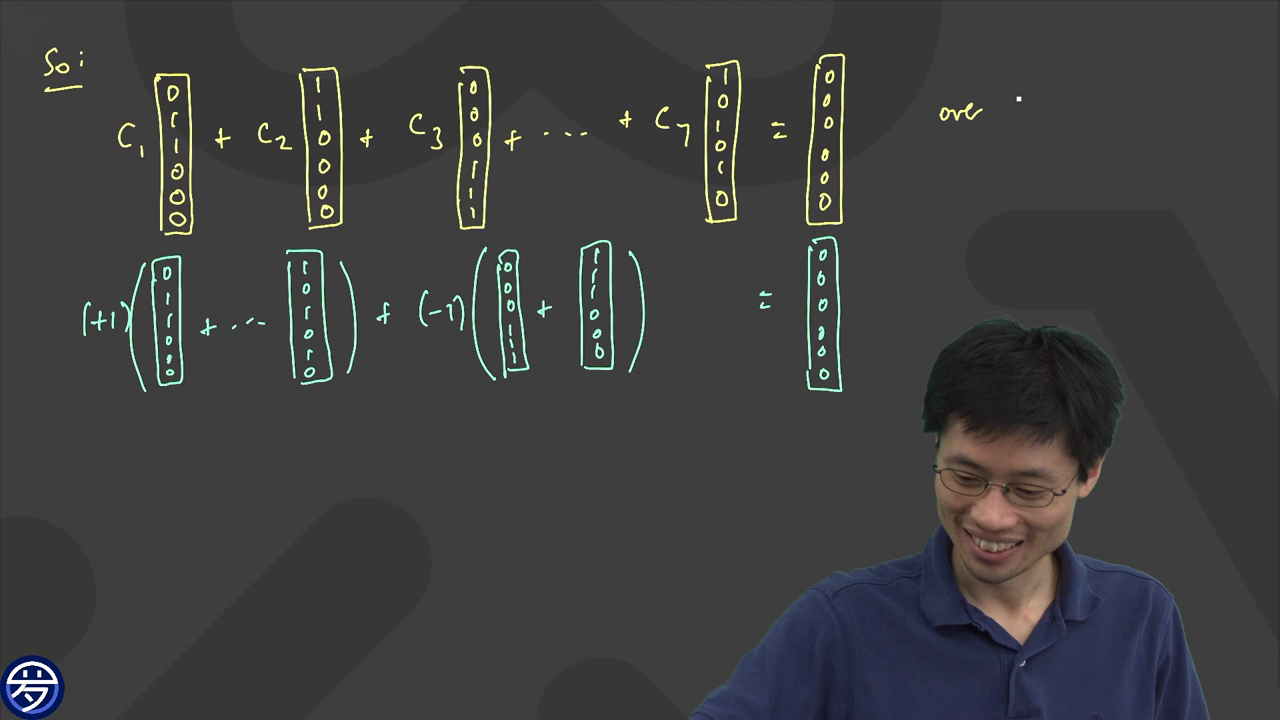 So:
C₁ [0 1 1 0 0 0] + C₂ [1 1 0 0 0 0] + C₃ [0 0 0 1 1 1] + ... + C₇ [1 0 1 0 1 0] = [0 0 0 0 0 0] over
(+1)([0 1 1 0 0 0] + ... [1 0 1 0 1 0]) + (-1)([0 0 0 1 1 1] + [1 1 1 0 0 0]) = [0 0 0 0 0 0]